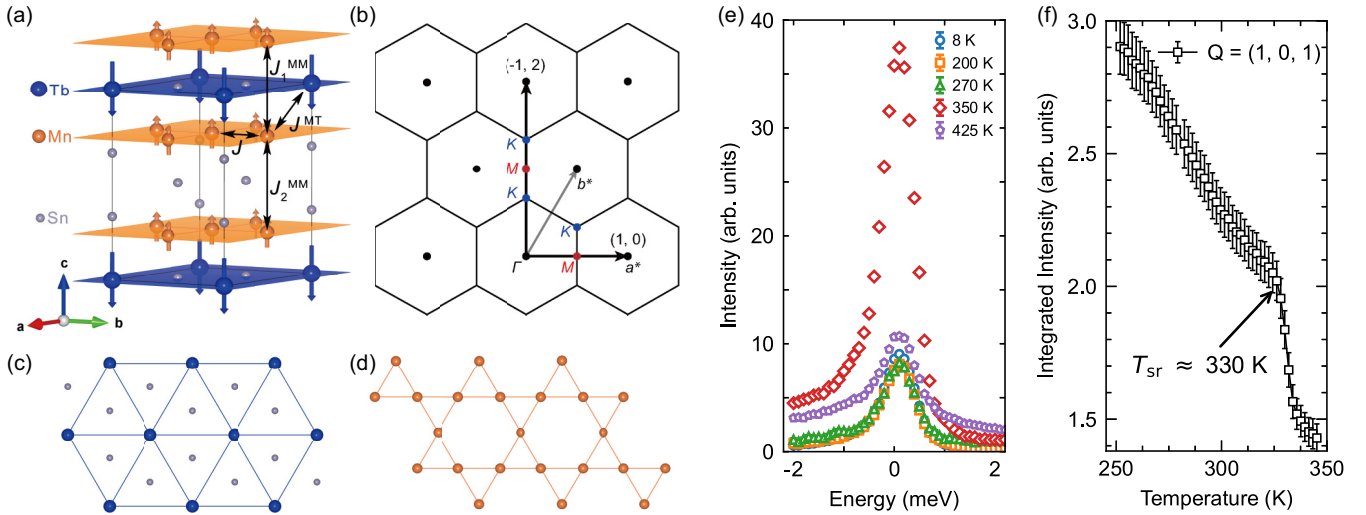 (a)
Tb
Mn
Sn
J₁ᴹᴹ
Jᴹᵀ
J
J₂ᴹᴹ
c
a
b
(b)
(-1, 2)
K
M
K
b*
K
(1, 0)
Γ
M
a*
(c)
(d)
(e)
Intensity (arb. units)
40
30
20
10
0
-2
0
2
Energy (meV)
8 K
200 K
270 K
350 K
425 K
(f)
Integrated Intensity (arb. units)
3.0
2.5
2.0
1.5
250
300
350
Temperature (K)
Q = (1, 0, 1)
Tsr ≈ 330 K